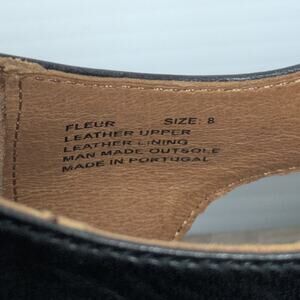 FLEUR SIZE: 8
LEATHER UPPER
LEATHER LINING
MAN MADE OUTSOLE
MADE IN PORTUGAL